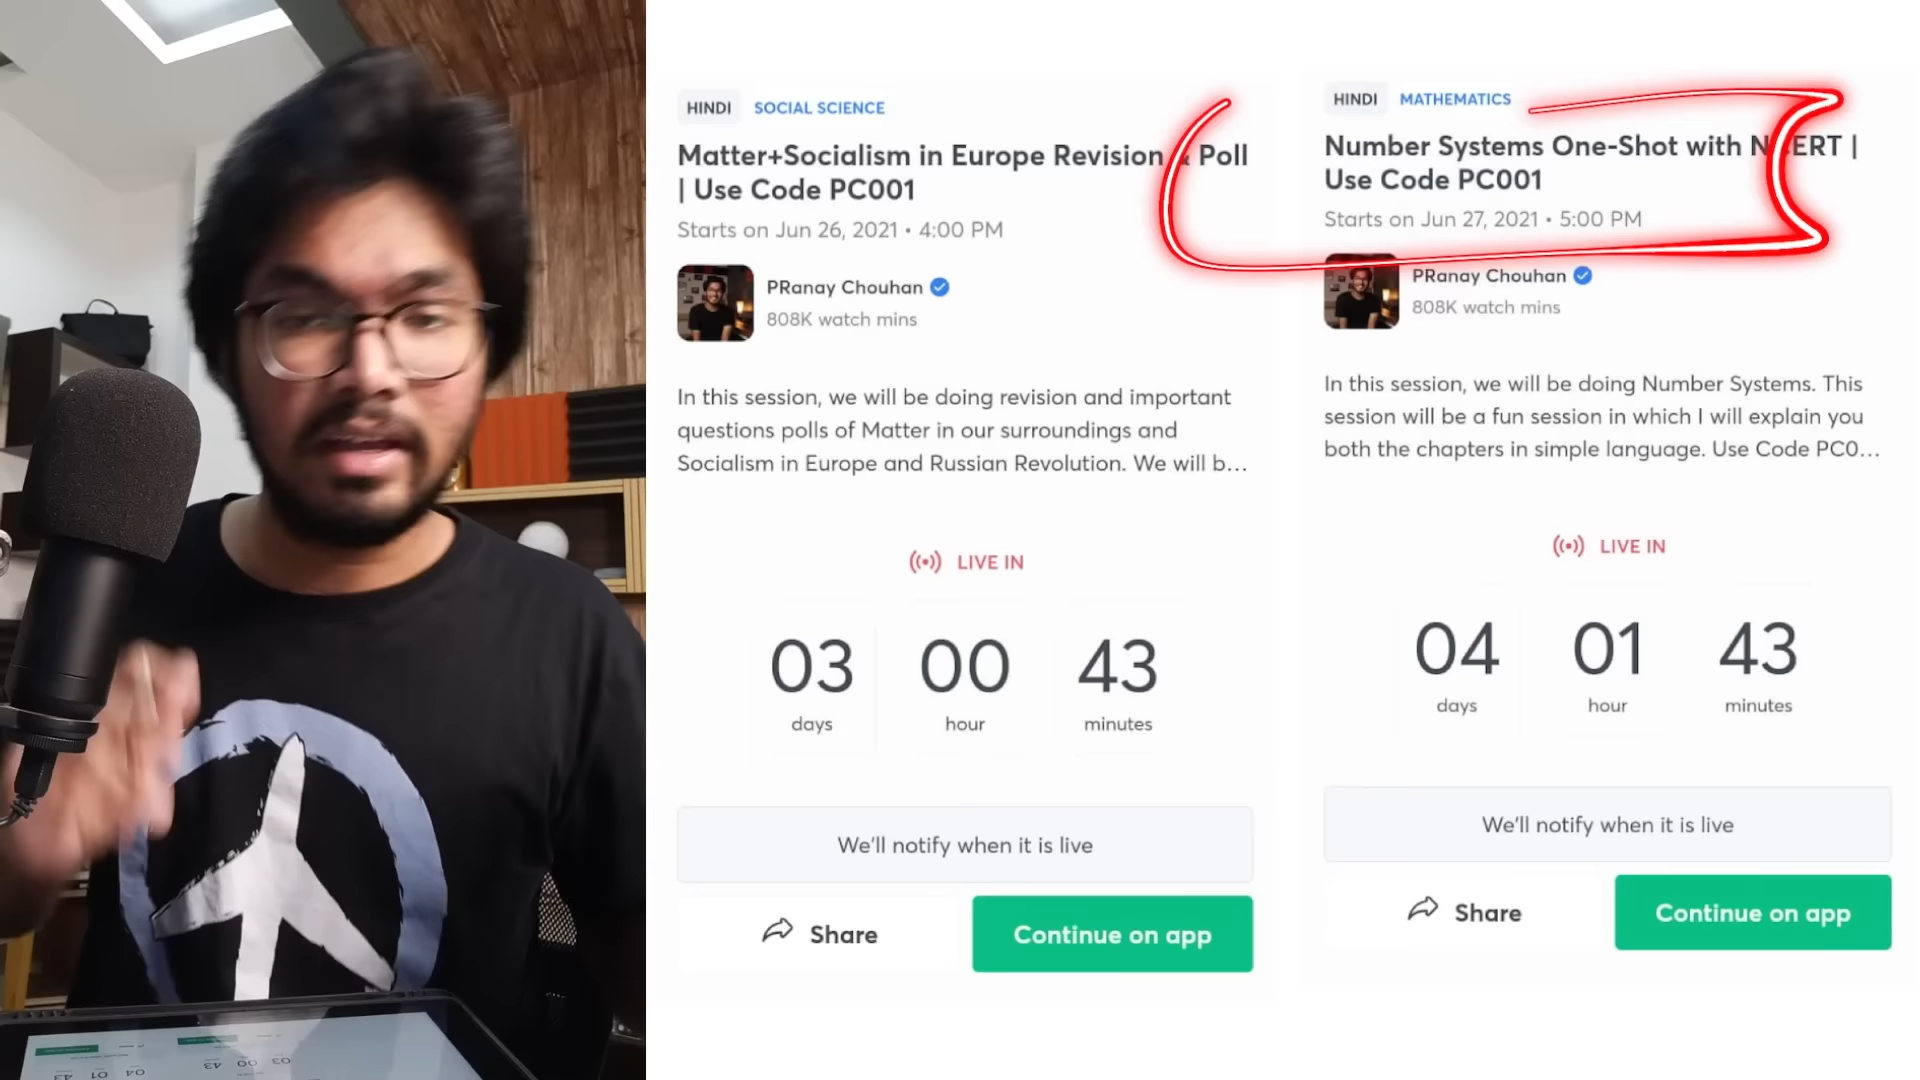 HINDI SOCIAL SCIENCE
Matter+Socialism in Europe Revision & Poll
| Use Code PC001
Starts on Jun 26, 2021 • 4:00 PM
PRanay Chouhan
808K watch mins
In this session, we will be doing revision and important
questions polls of Matter in our surroundings and
Socialism in Europe and Russian Revolution. We will b...
LIVE IN
03 00 43
days hour minutes
We'll notify when it is live
Share Continue on app
HINDI MATHEMATICS
Number Systems One-Shot with NCERT |
Use Code PC001
Starts on Jun 27, 2021 • 5:00 PM
PRanay Chouhan
808K watch mins
In this session, we will be doing Number Systems. This
session will be a fun session in which I will explain you
both the chapters in simple language. Use Code PC0...
LIVE IN
04 01 43
days hour minutes
We'll notify when it is live
Share Continue on app
03 00 43
04 01 43